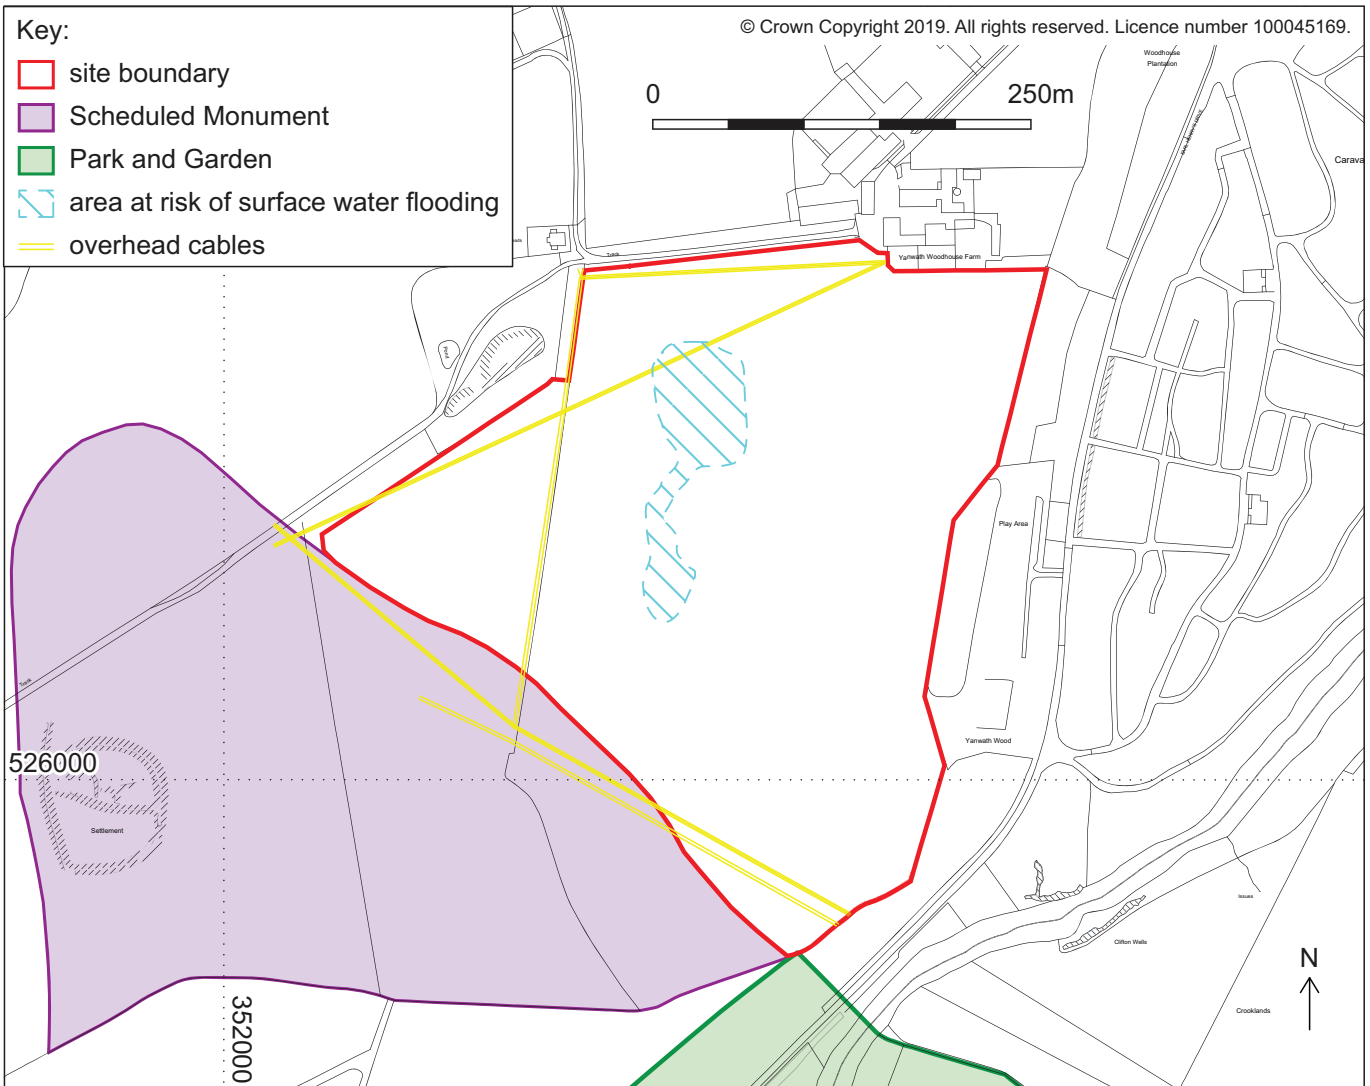 Key:
site boundary
Scheduled Monument
Park and Garden
area at risk of surface water flooding
overhead cables
© Crown Copyright 2019. All rights reserved. Licence number 100045169.
0
250m
Woodhouse
Plantation
Carava
Track
Yanwath Woodhouse Farm
Pond
Play Area
Track
Yanwath Wood
526000
Settlement
Issues
Clifton Wells
N
Crooklands
352000